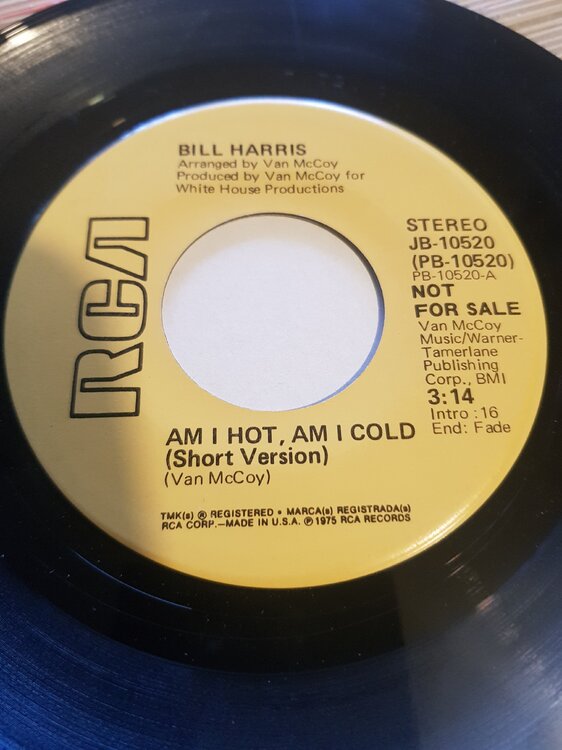 BILL HARRIS
Arranged by Van McCoy
Produced by Van McCoy for
White House Productions
RCA
STEREO
JB-10520
(PB-10520)
PB-10520-A
NOT
FOR SALE
Van McCoy
Music/Warner-
Tamerlane
Publishing
Corp., BMI
3:14
Intro :16
End: Fade
AM I HOT, AM I COLD
(Short Version)
(Van McCoy)
TMK(s) ® REGISTERED • MARCA(s) REGISTRADA(s)
RCA CORP.—MADE IN U.S.A. ℗ 1975 RCA RECORDS